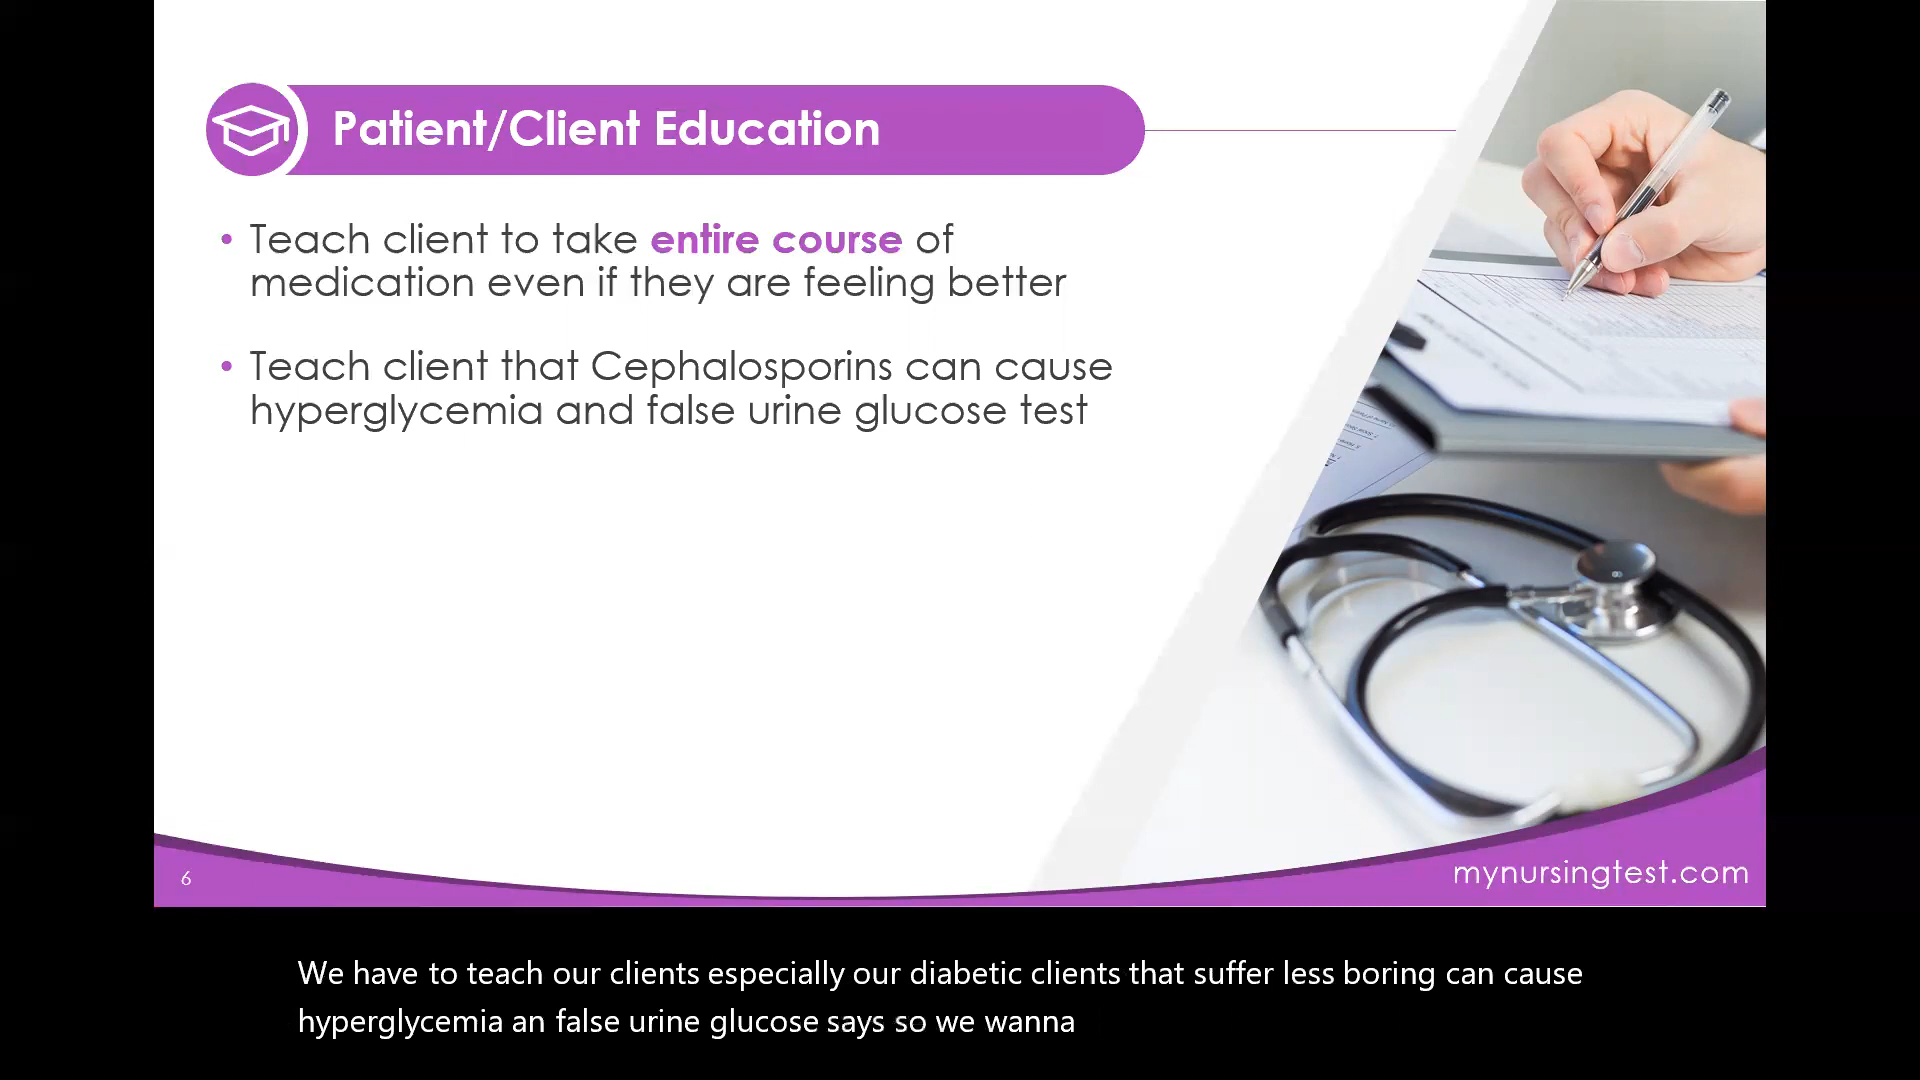 Patient/Client Education
• Teach client to take entire course of
medication even if they are feeling better
• Teach client that Cephalosporins can cause
hyperglycemia and false urine glucose test
6
mynursingtest.com
We have to teach our clients especially our diabetic clients that suffer less boring can cause
hyperglycemia an false urine glucose says so we wanna